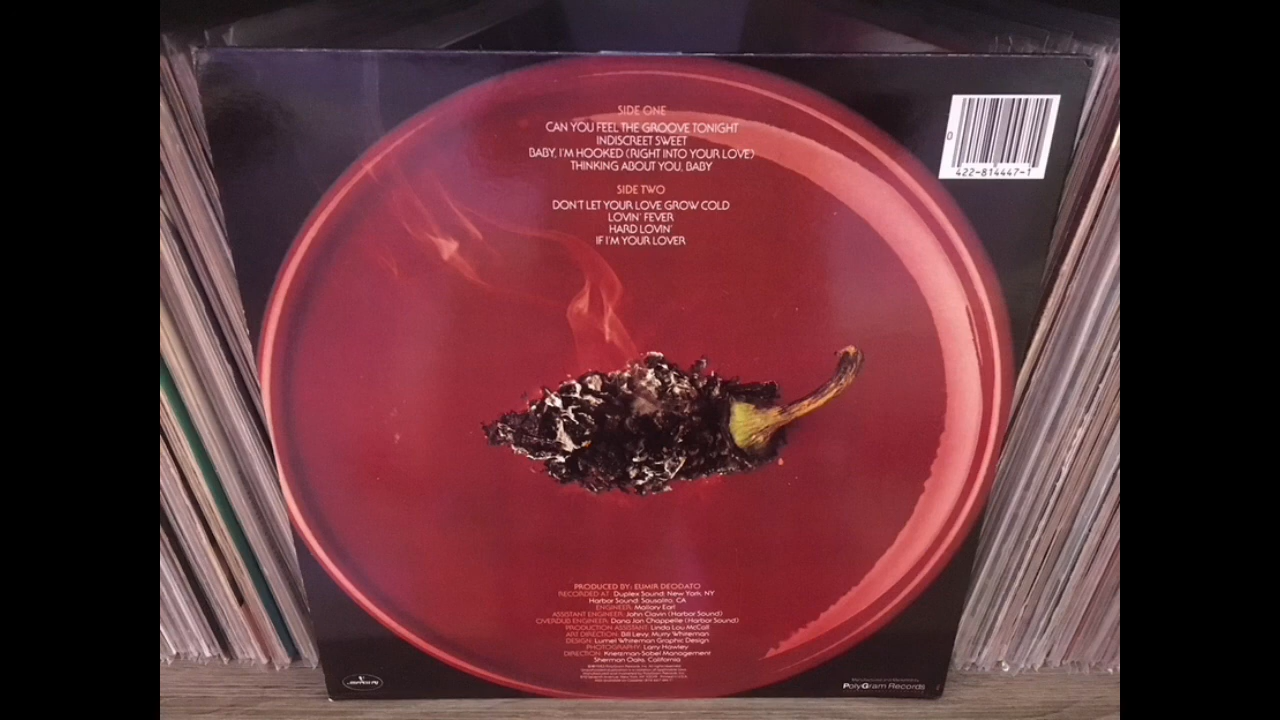 SIDE ONE
CAN YOU FEEL THE GROOVE TONIGHT
INDISCREET SWEET
BABY, I'M HOOKED (RIGHT INTO YOUR LOVE)
THINKING ABOUT YOU, BABY
SIDE TWO
DON'T LET YOUR LOVE GROW COLD
LOVIN' FEVER
HARD LOVIN'
IF I'M YOUR LOVER
D
422-814447-1
PRODUCED BY: EUMIR DEODATO
RECORDED AT: Duplex Sound: New York, NY
Harbor Sound: Sausalito, CA
ENGINEER: Mallory Earl
ASSISTANT ENGINEER: John Clavin (Harbor Sound)
OVERDUB ENGINEER: Dana Jon Chappelle (Harbor Sound)
PRODUCTION ASSISTANT: Linda Lou McCall
ART DIRECTION: Bill Levy, Murry Whiteman
DESIGN: Lumel Whiteman Graphic Design
PHOTOGRAPHY: Larry Hawley
DIRECTION: Knetzman-Sobel Management
Sherman Oaks, California
PolyGram Records